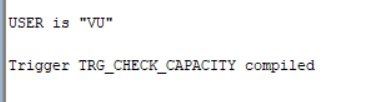 USER is "VU"
Trigger TRG_CHECK_CAPACITY compiled